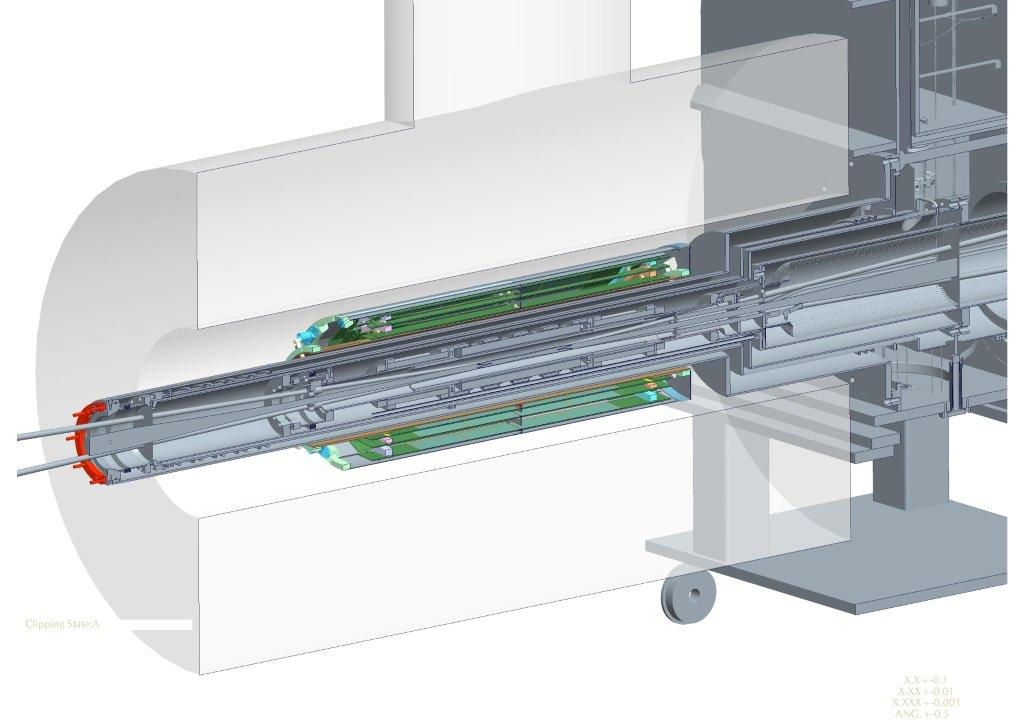 Clipping State:A
X.X +-0.1
X.XX +-0.01
X.XXX +-0.001
ANG. +-0.5